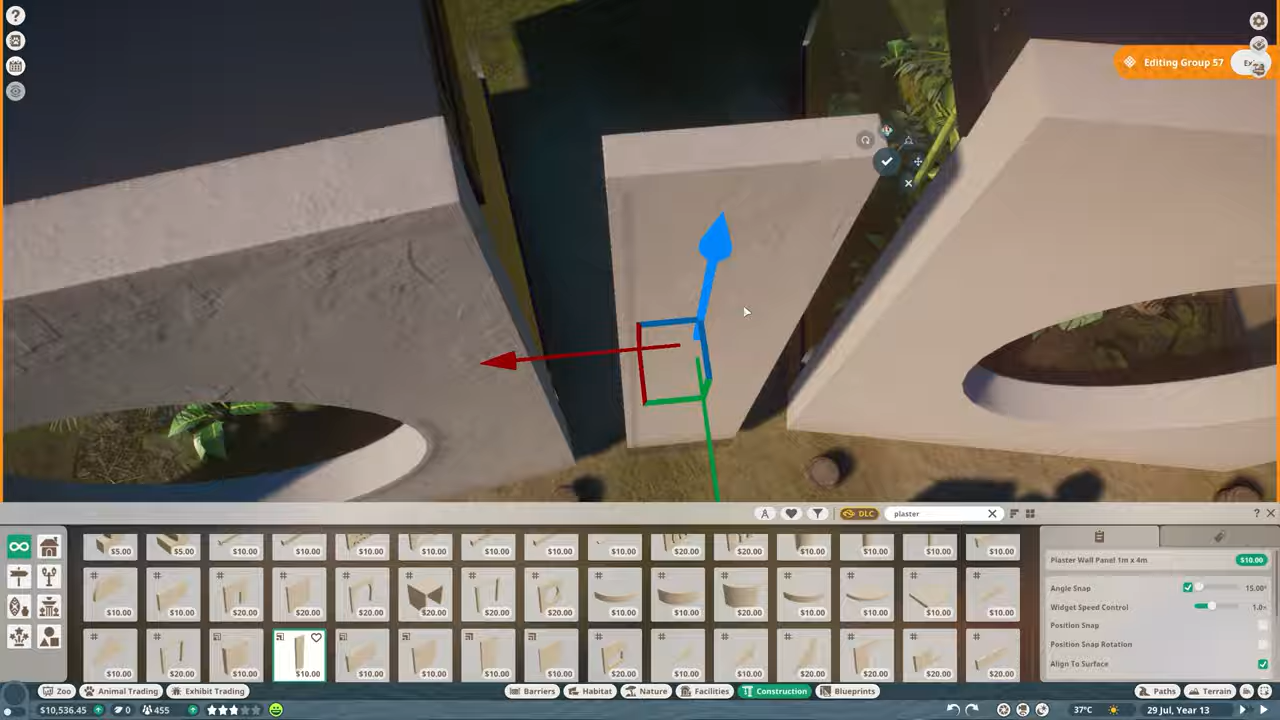 Editing Group 57
DLC
plaster
$5.00 $5.00 $10.00 $10.00 $10.00 $10.00 $10.00 $10.00 $10.00 $20.00 $20.00 $10.00 $10.00 $10.00 $10.00
$10.00 $10.00 $20.00 $20.00 $20.00 $20.00 $20.00 $20.00 $10.00 $10.00 $20.00 $10.00 $10.00 $10.00 $10.00
$10.00 $10.00 $10.00 $10.00 $10.00 $10.00 $10.00 $10.00 $20.00 $10.00 $10.00 $20.00 $20.00 $20.00 $10.00
Plaster Wall Panel 1m x 4m $10.00
Angle Snap 15.00°
Widget Speed Control 1.0×
Position Snap
Position Snap Rotation
Align To Surface
Zoo Animal Trading Exhibit Trading Barriers Habitat Nature Facilities Construction Blueprints Paths Terrain
$10,536.45 0 455 37°C 29 Jul, Year 13